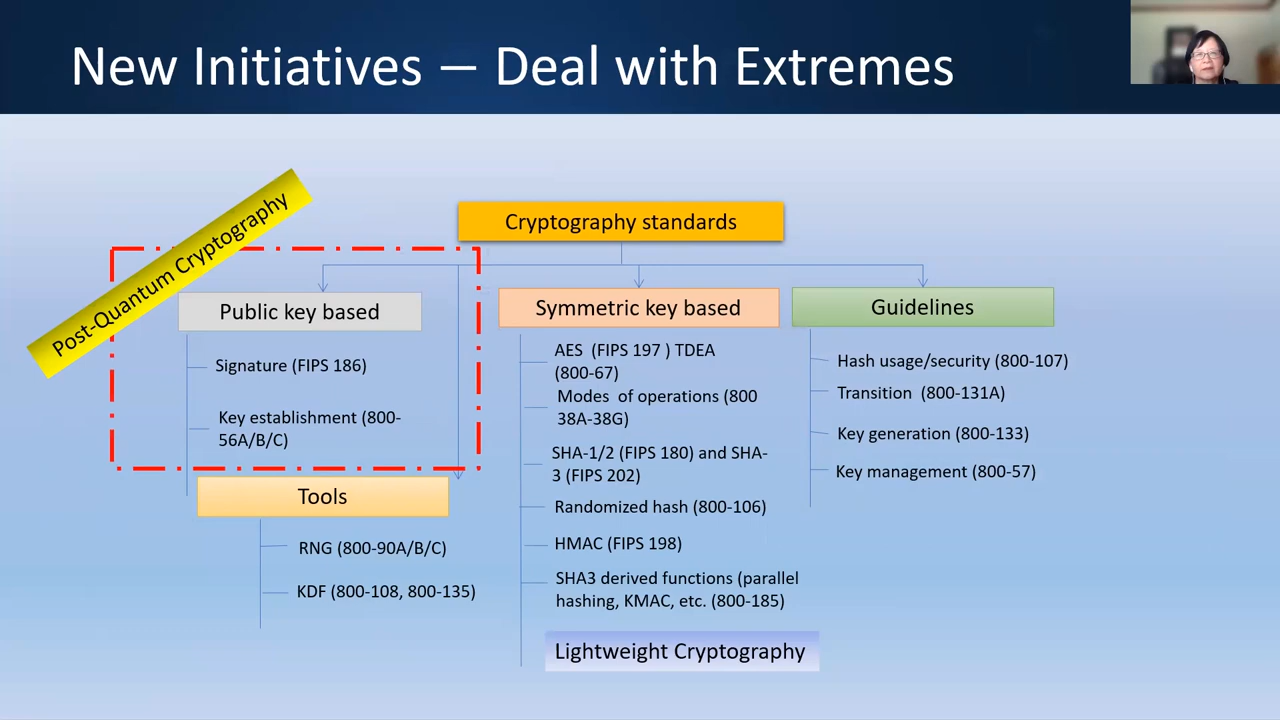 New Initiatives — Deal with Extremes
Post-Quantum Cryptography
Cryptography standards
Public key based
Signature (FIPS 186)
Key establishment (800-
56A/B/C)
Tools
RNG (800-90A/B/C)
KDF (800-108, 800-135)
Symmetric key based
AES (FIPS 197 ) TDEA
(800-67)
Modes of operations (800
38A-38G)
SHA-1/2 (FIPS 180) and SHA-
3 (FIPS 202)
Randomized hash (800-106)
HMAC (FIPS 198)
SHA3 derived functions (parallel
hashing, KMAC, etc. (800-185)
Lightweight Cryptography
Guidelines
Hash usage/security (800-107)
Transition (800-131A)
Key generation (800-133)
Key management (800-57)